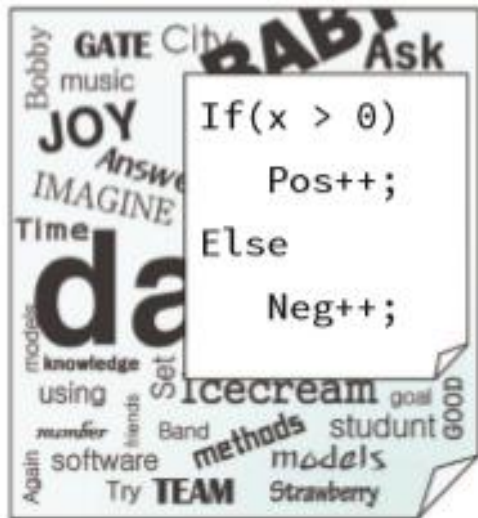 Bobby
GATE City
BABY
Ask
music
JOY
Answe
IMAGINE
Time
da
models
knowledge
Set
using
Icecream
goal
GOOD
number
friends
Band
methods
studunt
Again
software
models
Try TEAM Strawberry
If(x > 0)
Pos++;
Else
Neg++;